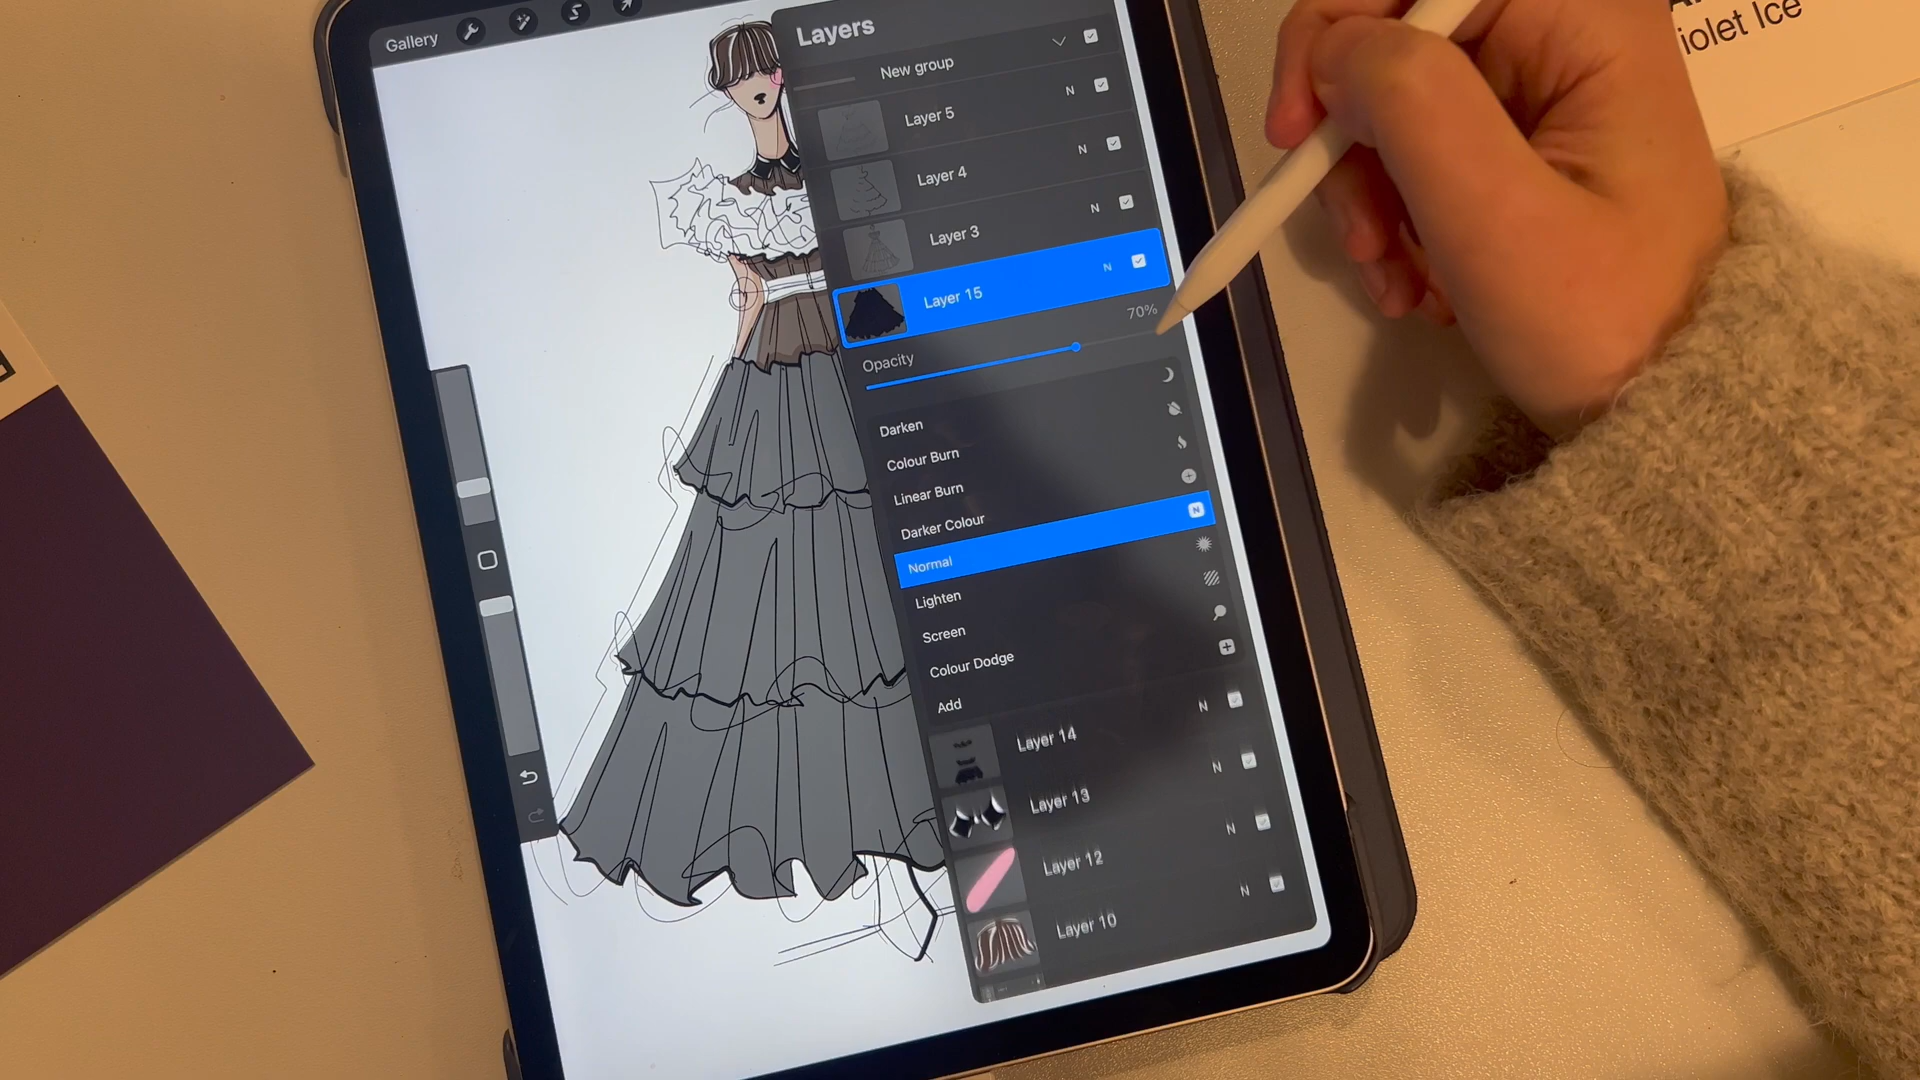 Gallery
Layers
New group
Layer 5
N
Layer 4
N
Layer 3
N
Layer 15
N
Opacity
70%
Darken
Colour Burn
Linear Burn
Darker Colour
Normal
N
Lighten
Screen
Colour Dodge
Add
Layer 14
N
Layer 13
N
Layer 12
N
Layer 10
N
iolet Ice